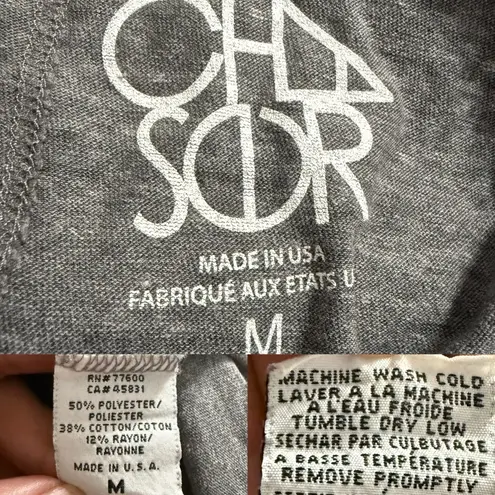 CHA
SOR
MADE IN USA
FABRIQUÉ AUX ETATS U
M
RN#77600
CA#45831
50% POLYESTER/
POLIESTER
38% COTTON/COTON
12% RAYON/
RAYONNE
MADE IN U.S.A.
M
MACHINE WASH COLD
LAVER A LA MACHINE
A L'EAU FROIDE
TUMBLE DRY LOW
SECHAR PAR CULBUTAGE
A BASSE TEMPÉRATURE
REMOVE PROMPTLY